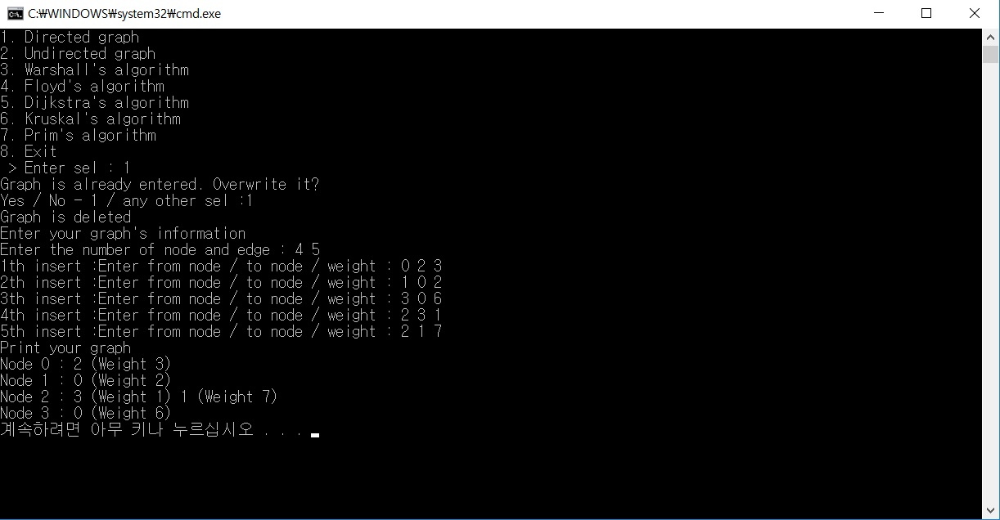 C:₩WINDOWS₩system32₩cmd.exe
1. Directed graph
2. Undirected graph
3. Warshall's algorithm
4. Floyd's algorithm
5. Dijkstra's algorithm
6. Kruskal's algorithm
7. Prim's algorithm
8. Exit
 > Enter sel : 1
Graph is already entered. Overwrite it?
Yes / No - 1 / any other sel :1
Graph is deleted
Enter your graph's information
Enter the number of node and edge : 4 5
1th insert :Enter from node / to node / weight : 0 2 3
2th insert :Enter from node / to node / weight : 1 0 2
3th insert :Enter from node / to node / weight : 3 0 6
4th insert :Enter from node / to node / weight : 2 3 1
5th insert :Enter from node / to node / weight : 2 1 7
Print your graph
Node 0 : 2 (Weight 3)
Node 1 : 0 (Weight 2)
Node 2 : 3 (Weight 1) 1 (Weight 7)
Node 3 : 0 (Weight 6)
계속하려면 아무 키나 누르십시오 . . .